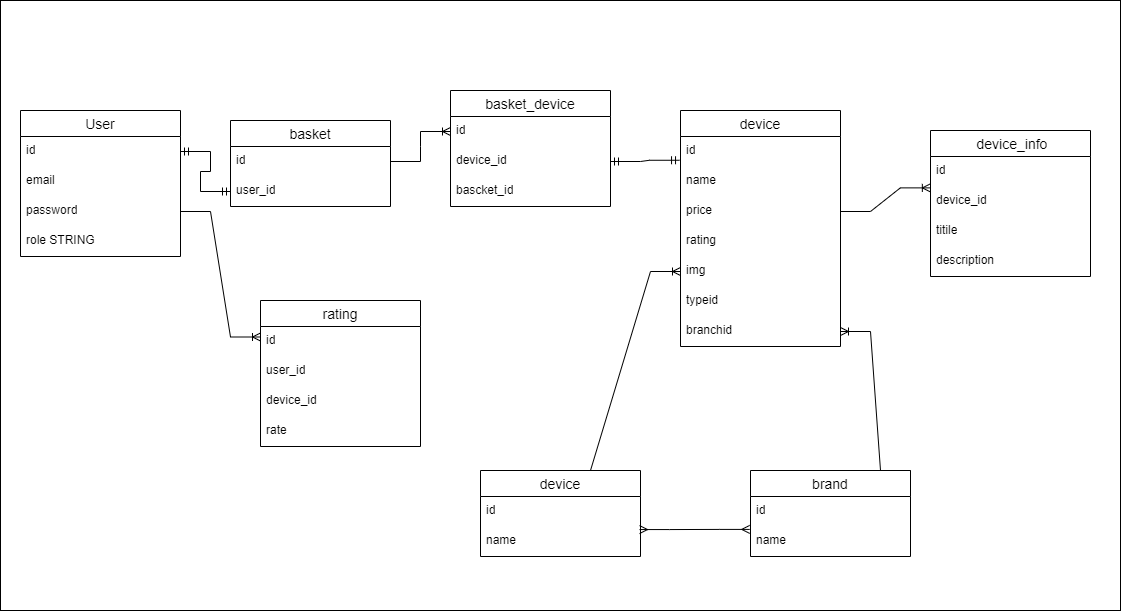 User
id
email
password
role STRING
basket
id
user_id
basket_device
id
device_id
bascket_id
device
id
name
price
rating
img
typeid
branchid
device_info
id
device_id
titile
description
rating
id
user_id
device_id
rate
device
id
name
brand
id
name